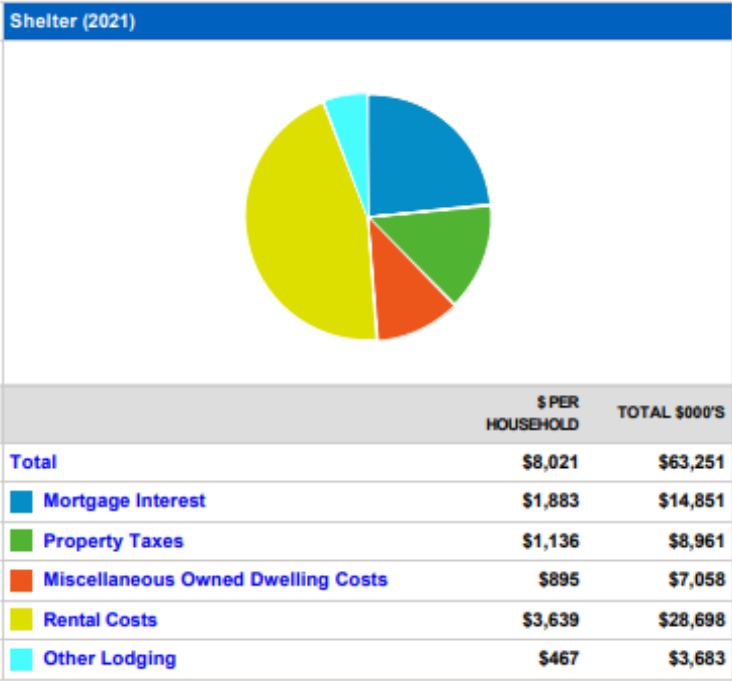 Shelter (2021)
$ PER
HOUSEHOLD TOTAL $000'S
Total $8,021 $63,251
Mortgage Interest $1,883 $14,851
Property Taxes $1,136 $8,961
Miscellaneous Owned Dwelling Costs $895 $7,058
Rental Costs $3,639 $28,698
Other Lodging $467 $3,683